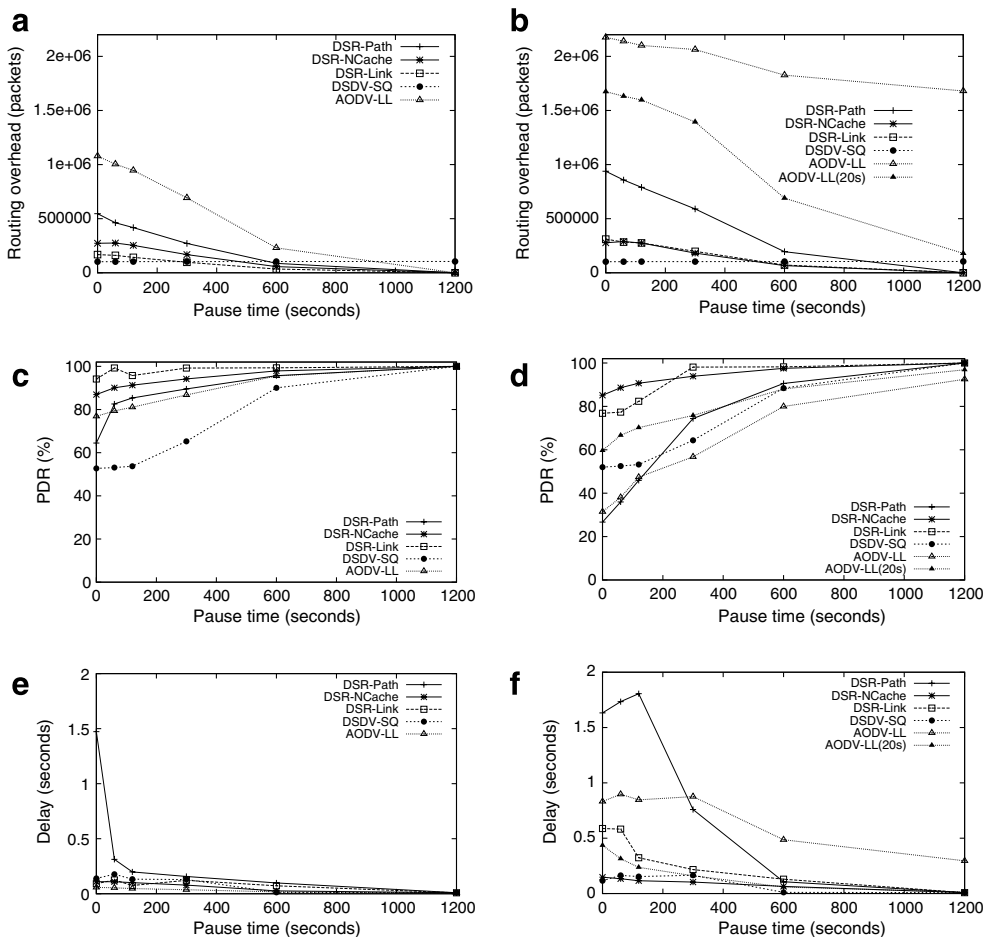 a
DSR-Path
DSR-NCache
DSR-Link
DSDV-SQ
AODV-LL
2e+06
1.5e+06
1e+06
500000
0
0 200 400 600 800 1000 1200
Routing overhead (packets)
Pause time (seconds)
b
DSR-Path
DSR-NCache
DSR-Link
DSDV-SQ
AODV-LL
AODV-LL(20s)
2e+06
1.5e+06
1e+06
500000
0
0 200 400 600 800 1000 1200
Routing overhead (packets)
Pause time (seconds)
c
100
80
60
40
20
0
DSR-Path
DSR-NCache
DSR-Link
DSDV-SQ
AODV-LL
0 200 400 600 800 1000 1200
PDR (%)
Pause time (seconds)
d
100
80
60
40
20
0
DSR-Path
DSR-NCache
DSR-Link
DSDV-SQ
AODV-LL
AODV-LL(20s)
0 200 400 600 800 1000 1200
PDR (%)
Pause time (seconds)
e
2
1.5
1
0.5
0
DSR-Path
DSR-NCache
DSR-Link
DSDV-SQ
AODV-LL
0 200 400 600 800 1000 1200
Delay (seconds)
Pause time (seconds)
f
2
1.5
1
0.5
0
DSR-Path
DSR-NCache
DSR-Link
DSDV-SQ
AODV-LL
AODV-LL(20s)
0 200 400 600 800 1000 1200
Delay (seconds)
Pause time (seconds)